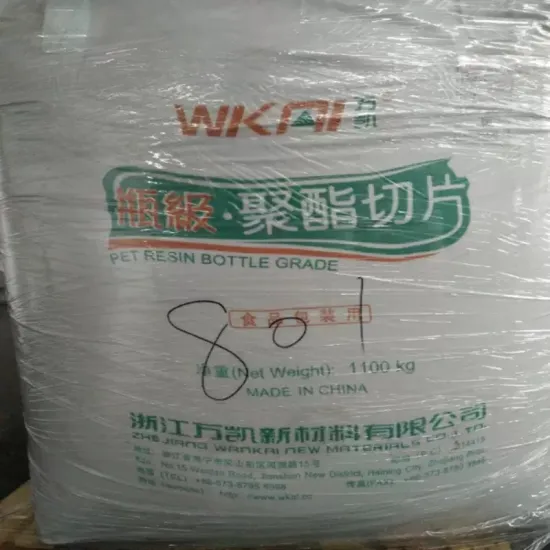 WKAI 万凯
瓶級·聚酯切片
PET RESIN BOTTLE GRADE
食品包装用
801
净重(Net Weight): 1100 kg
MADE IN CHINA
浙江万凯新材料有限公司
ZHEJIANG WANKAI NEW MATERIALS CO.,LTD.